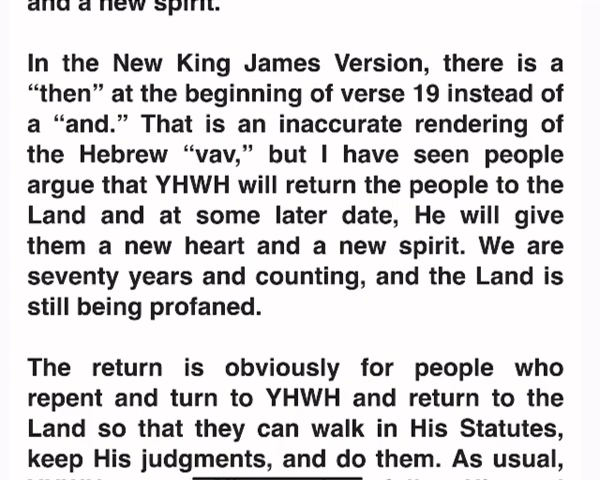 and a new spirit.
In the New King James Version, there is a
“then” at the beginning of verse 19 instead of
a “and.” That is an inaccurate rendering of
the Hebrew “vav,” but I have seen people
argue that YHWH will return the people to the
Land and at some later date, He will give
them a new heart and a new spirit. We are
seventy years and counting, and the Land is
still being profaned.
The return is obviously for people who
repent and turn to YHWH and return to the
Land so that they can walk in His Statutes,
keep His judgments, and do them. As usual,